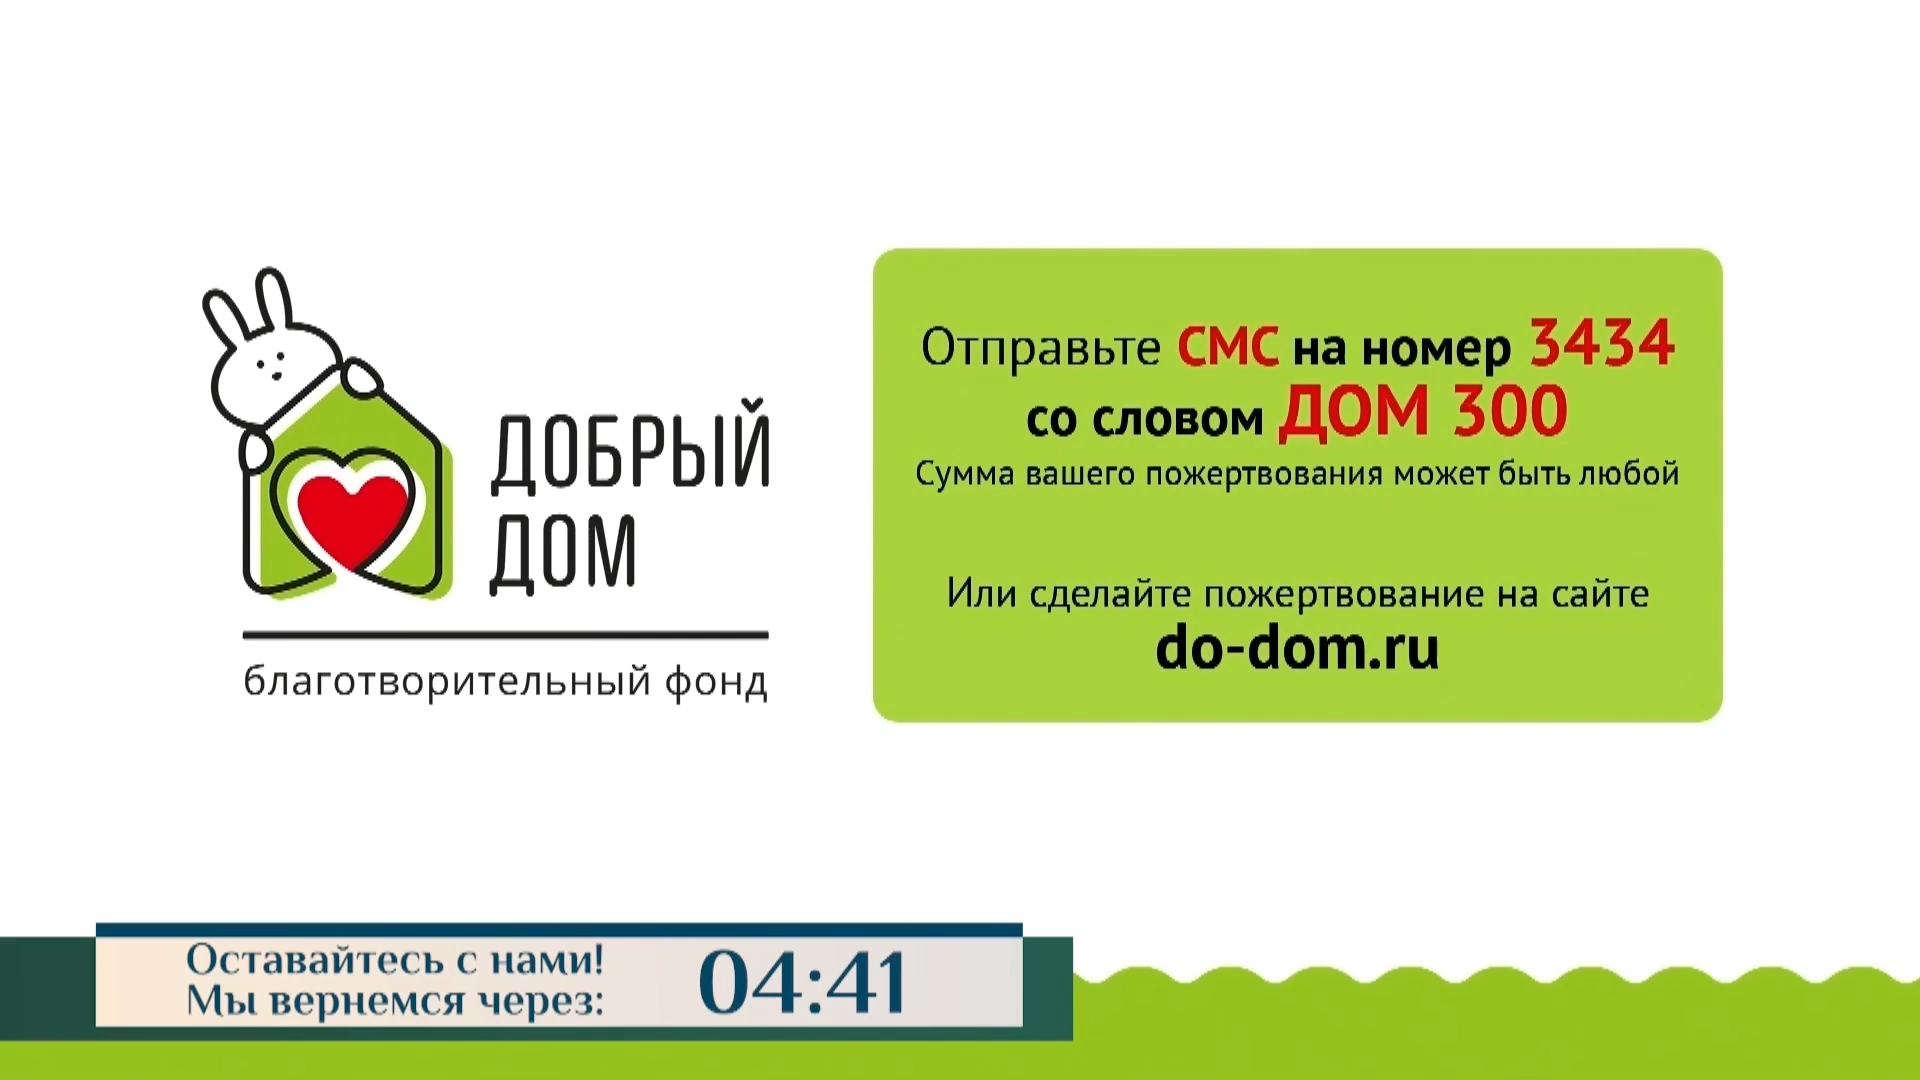 ДОБРЫЙ
ДОМ
благотворительный фонд
Отправьте СМС на номер 3434
со словом ДОМ 300
Сумма вашего пожертвования может быть любой
Или сделайте пожертвование на сайте
do-dom.ru
Оставайтесь с нами!
Мы вернемся через:
04:41